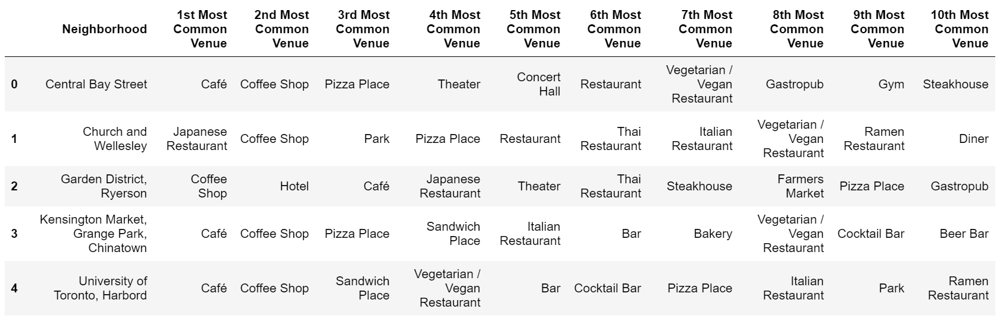 Neighborhood 1st Most Common Venue 2nd Most Common Venue 3rd Most Common Venue 4th Most Common Venue 5th Most Common Venue 6th Most Common Venue 7th Most Common Venue 8th Most Common Venue 9th Most Common Venue 10th Most Common Venue
0 Central Bay Street Café Coffee Shop Pizza Place Theater Concert Hall Restaurant Vegetarian / Vegan Restaurant Gastropub Gym Steakhouse
1 Church and Wellesley Japanese Restaurant Coffee Shop Park Pizza Place Restaurant Thai Restaurant Italian Restaurant Vegetarian / Vegan Restaurant Ramen Restaurant Diner
2 Garden District, Ryerson Coffee Shop Hotel Café Japanese Restaurant Theater Thai Restaurant Steakhouse Farmers Market Pizza Place Gastropub
3 Kensington Market, Grange Park, Chinatown Café Coffee Shop Pizza Place Sandwich Place Italian Restaurant Bar Bakery Vegetarian / Vegan Restaurant Cocktail Bar Beer Bar
4 University of Toronto, Harbord Café Coffee Shop Sandwich Place Vegetarian / Vegan Restaurant Bar Cocktail Bar Pizza Place Italian Restaurant Park Ramen Restaurant